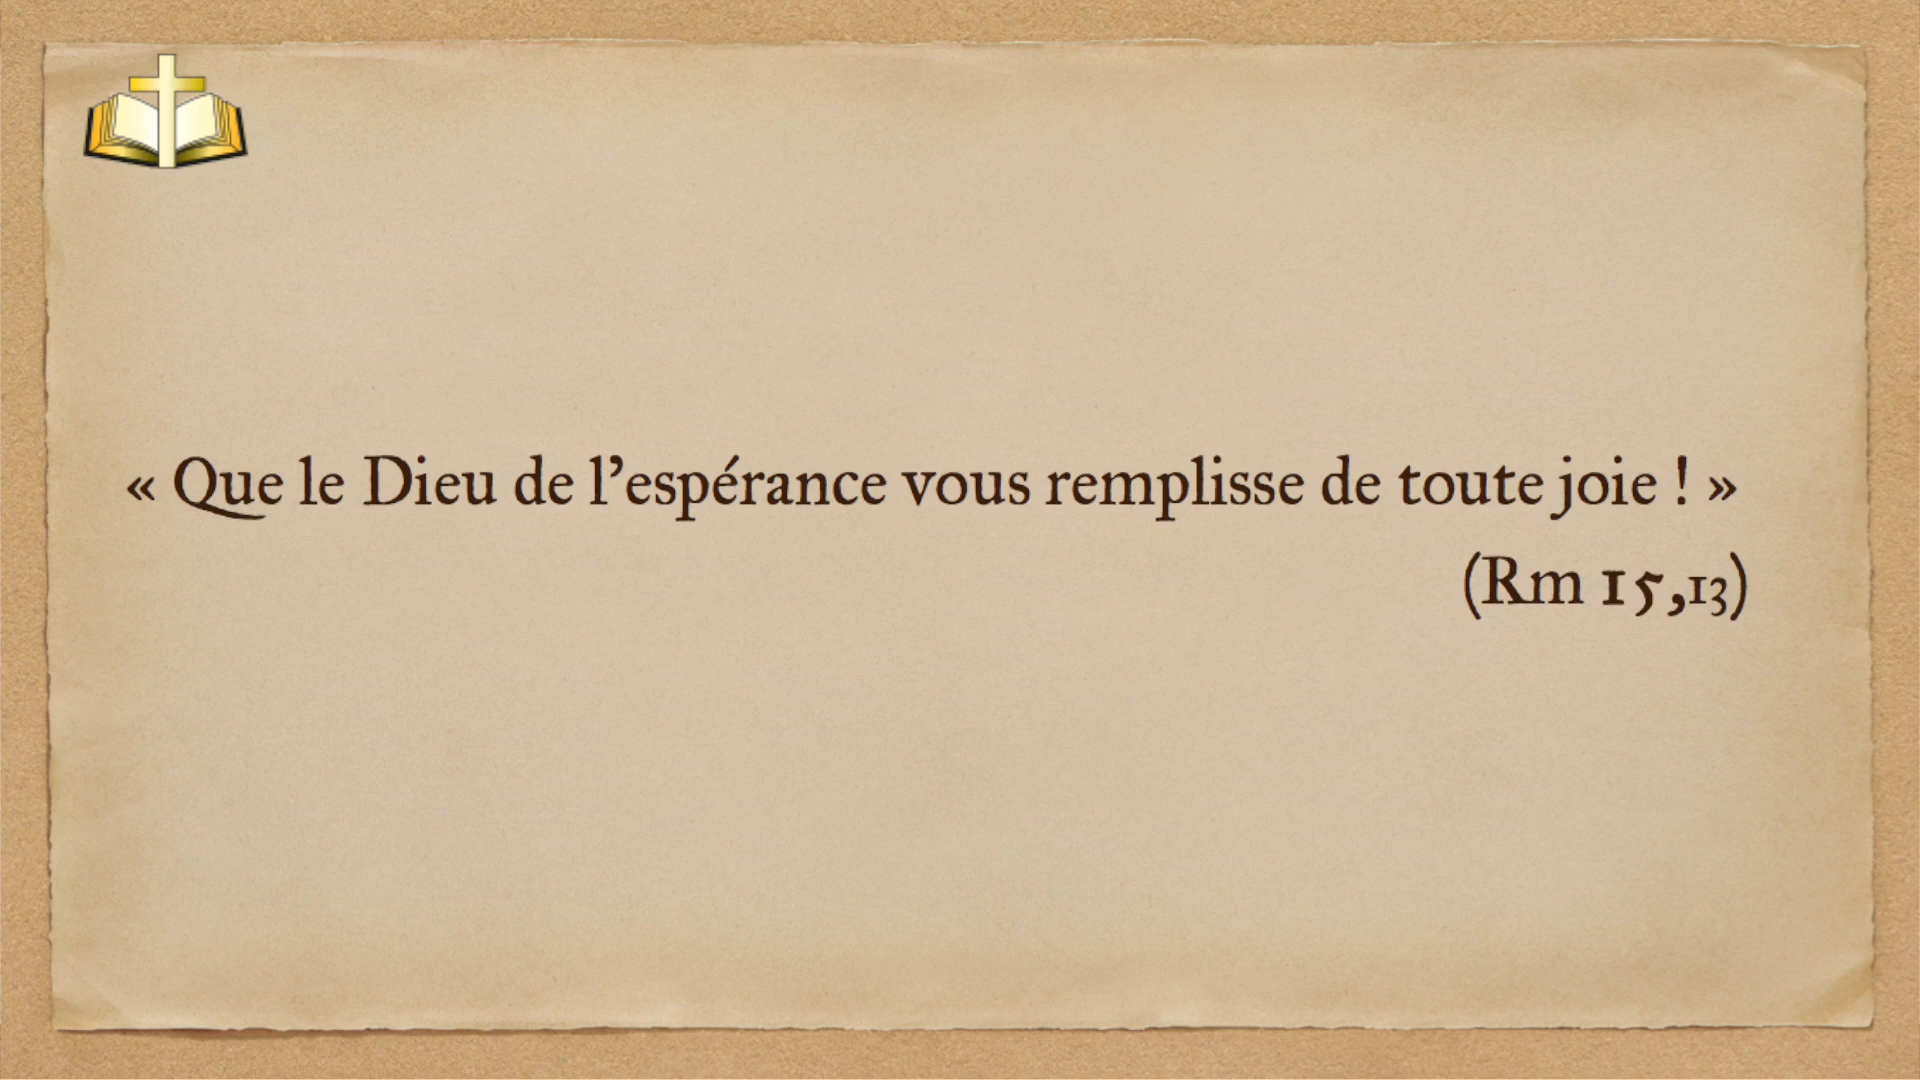 « Que le Dieu de l’espérance vous remplisse de toute joie ! »
(Rm 15,13)